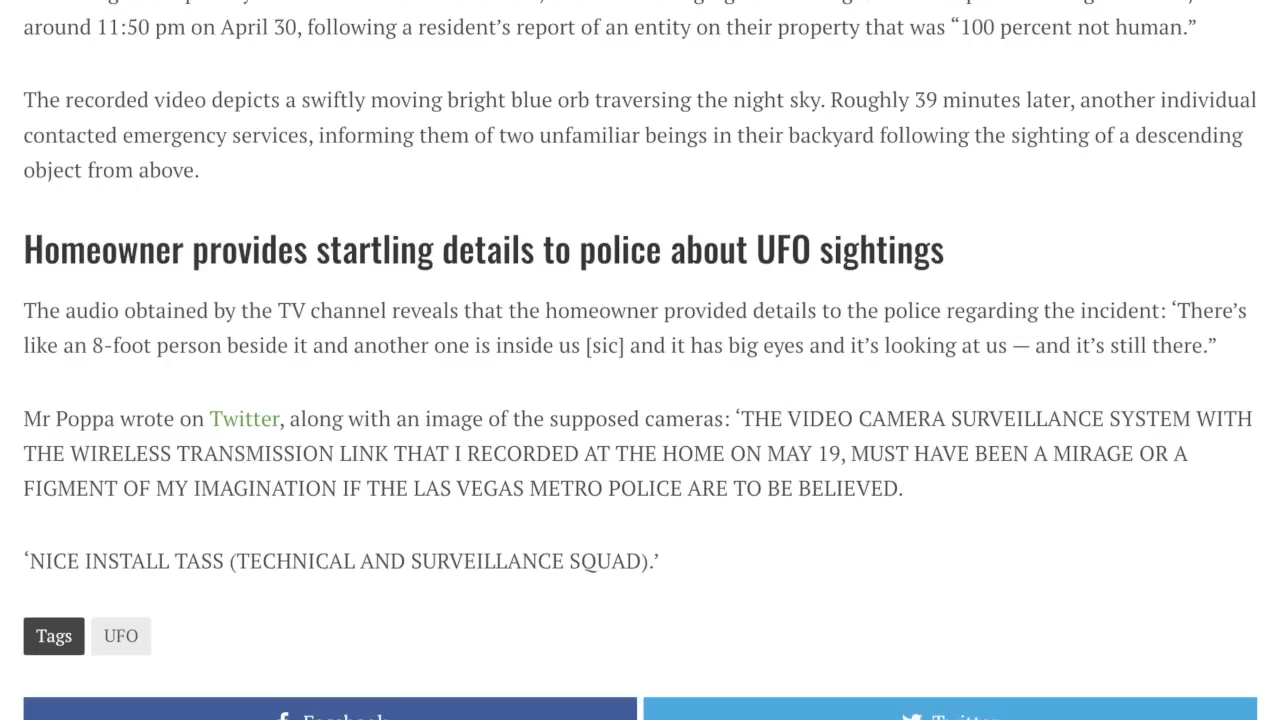 around 11:50 pm on April 30, following a resident’s report of an entity on their property that was “100 percent not human.”
The recorded video depicts a swiftly moving bright blue orb traversing the night sky. Roughly 39 minutes later, another individual
contacted emergency services, informing them of two unfamiliar beings in their backyard following the sighting of a descending
object from above.
Homeowner provides startling details to police about UFO sightings
The audio obtained by the TV channel reveals that the homeowner provided details to the police regarding the incident: ‘There’s
like an 8-foot person beside it and another one is inside us [sic] and it has big eyes and it’s looking at us — and it’s still there.”
Mr Poppa wrote on Twitter, along with an image of the supposed cameras: ‘THE VIDEO CAMERA SURVEILLANCE SYSTEM WITH
THE WIRELESS TRANSMISSION LINK THAT I RECORDED AT THE HOME ON MAY 19, MUST HAVE BEEN A MIRAGE OR A
FIGMENT OF MY IMAGINATION IF THE LAS VEGAS METRO POLICE ARE TO BE BELIEVED.
‘NICE INSTALL TASS (TECHNICAL AND SURVEILLANCE SQUAD).’
Tags UFO
Facebook Twitter